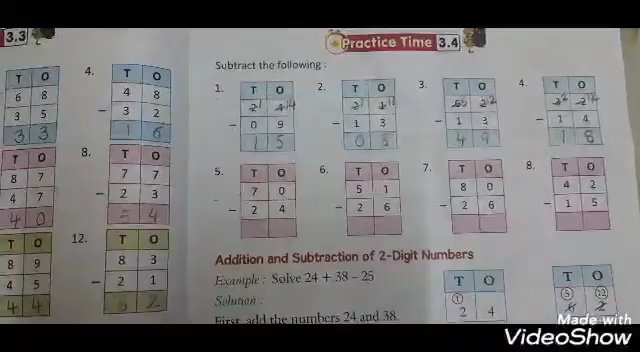 3.3
Practice Time 3.4
Subtract the following :
4. 1. 2. 3. 4.
T O T O T O T O T O T O
6 8 4 8 2 4 14 2
3 5 - 3 2 - 0 9 - 1 3 - 1 3 - 1 4
3 3 1 6 1 5 0 8 4 9 1 8
8. 5. 6. 7. 8.
T O T O T O T O T O T O
8 7 7 7 7 0 5 1 8 0 4 2
4 7 - 2 3 - 2 4 - 2 6 - 2 6 - 1 5
4 0 4
12.
T O T O
8 9 8 3
4 5 - 2 1
4 4 6 2
Addition and Subtraction of 2-Digit Numbers
Example : Solve 24 + 38 – 25
Solution :
First, add the numbers 24 and 38.
T O T O
1 5 12
2 4 6 2
Made with
VideoShow